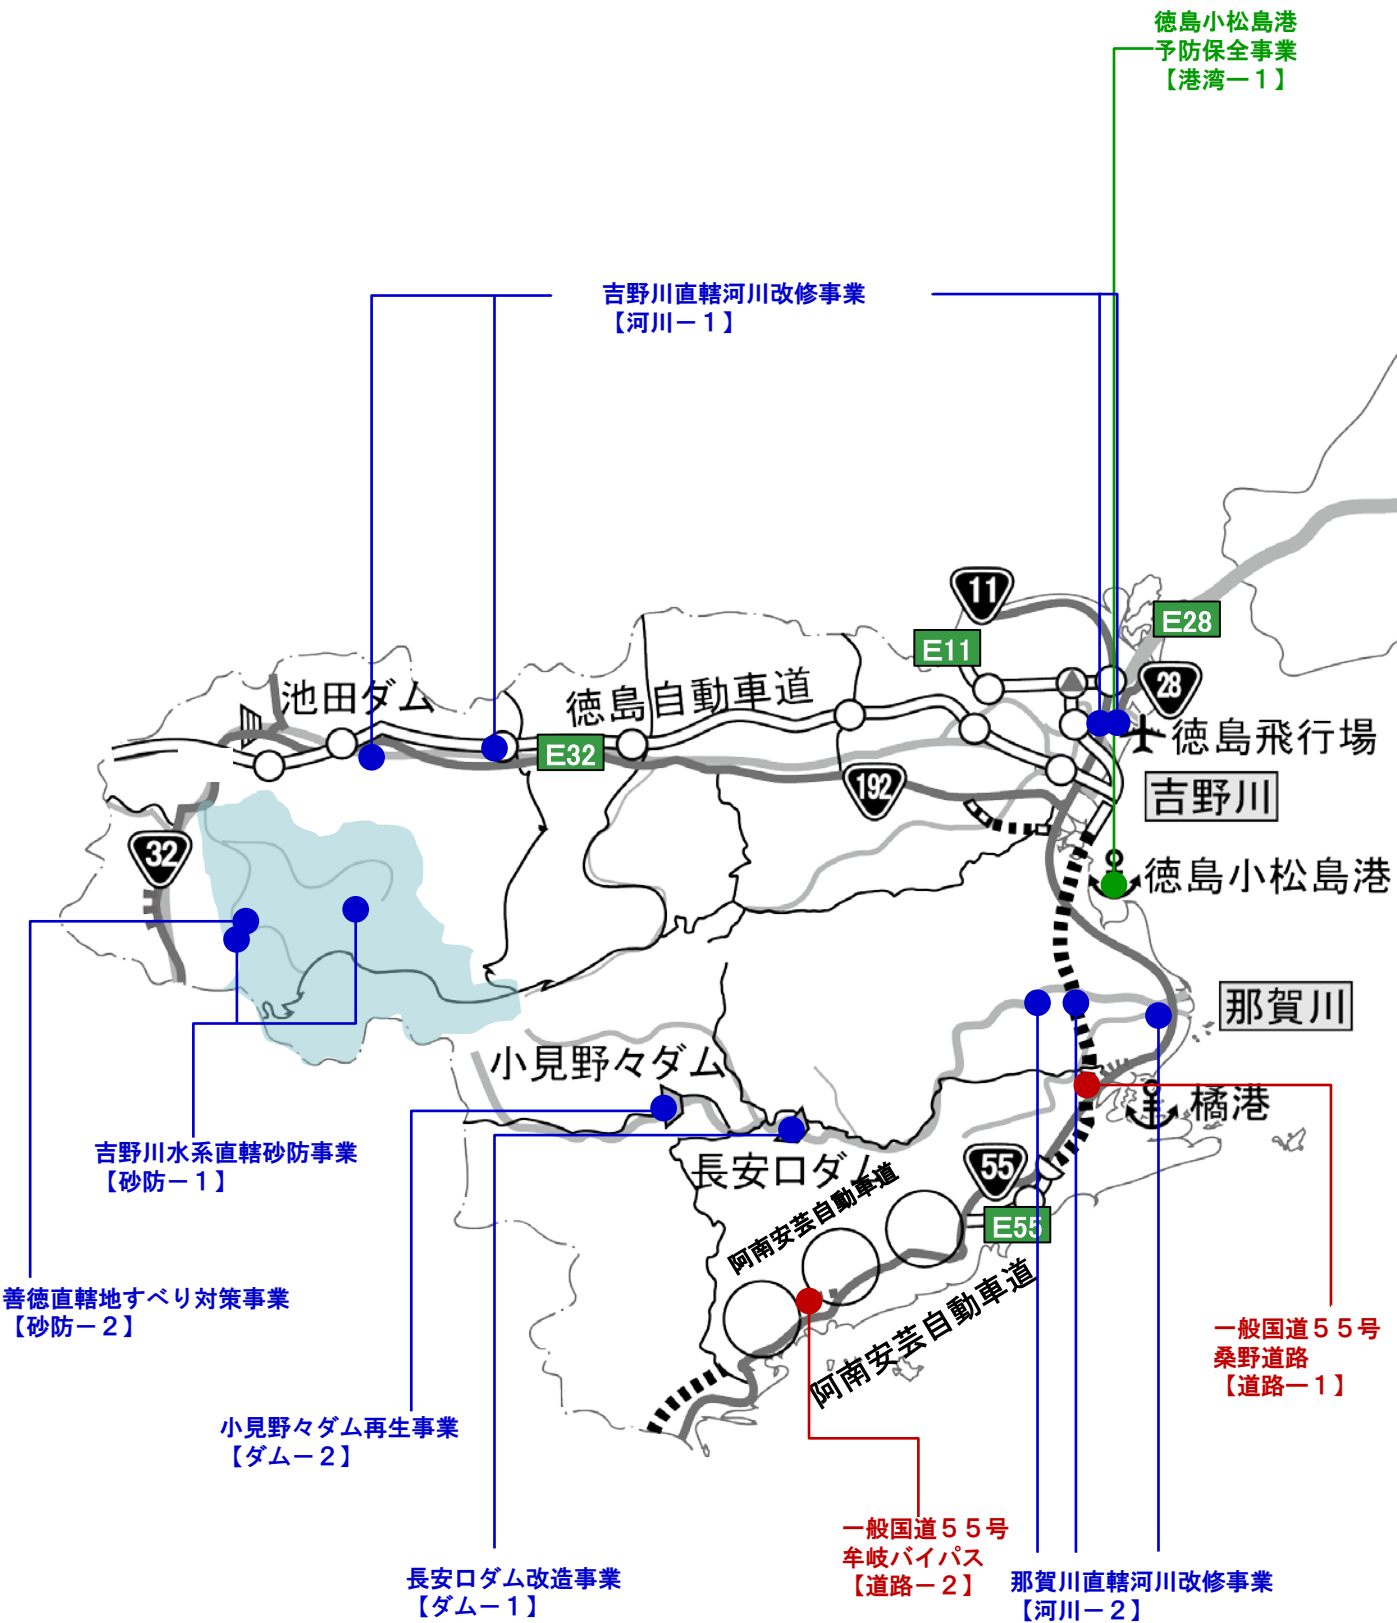 徳島小松島港
予防保全事業
【港湾ー１】
吉野川直轄河川改修事業
【河川－１】
11
E11
E28
28
池田ダム
徳島自動車道
E32
192
徳島飛行場
吉野川
32
徳島小松島港
那賀川
小見野々ダム
橘港
長安口ダム
55
E55
阿南安芸自動車道
阿南安芸自動車道
吉野川水系直轄砂防事業
【砂防－１】
善徳直轄地すべり対策事業
【砂防－２】
小見野々ダム再生事業
【ダム－２】
長安口ダム改造事業
【ダム－１】
一般国道５５号
桑野道路
【道路ー１】
一般国道５５号
牟岐バイパス
【道路－２】
那賀川直轄河川改修事業
【河川－２】